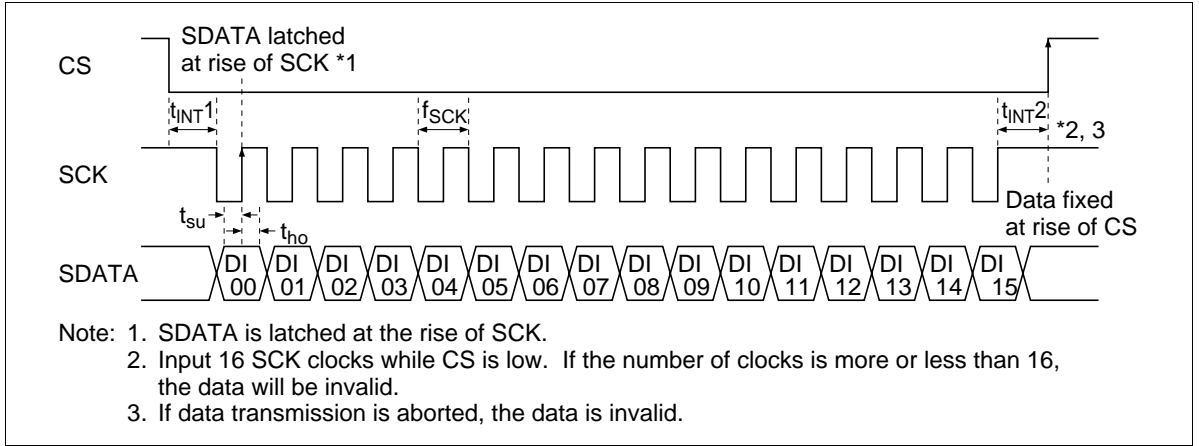 SDATA latched
at rise of SCK *1
CS
tINT1
fSCK
tINT2
*2, 3
SCK
Data fixed
at rise of CS
tsu
tho
SDATA
DI 00
DI 01
DI 02
DI 03
DI 04
DI 05
DI 06
DI 07
DI 08
DI 09
DI 10
DI 11
DI 12
DI 13
DI 14
DI 15
Note: 1. SDATA is latched at the rise of SCK.
2. Input 16 SCK clocks while CS is low. If the number of clocks is more or less than 16,
the data will be invalid.
3. If data transmission is aborted, the data is invalid.